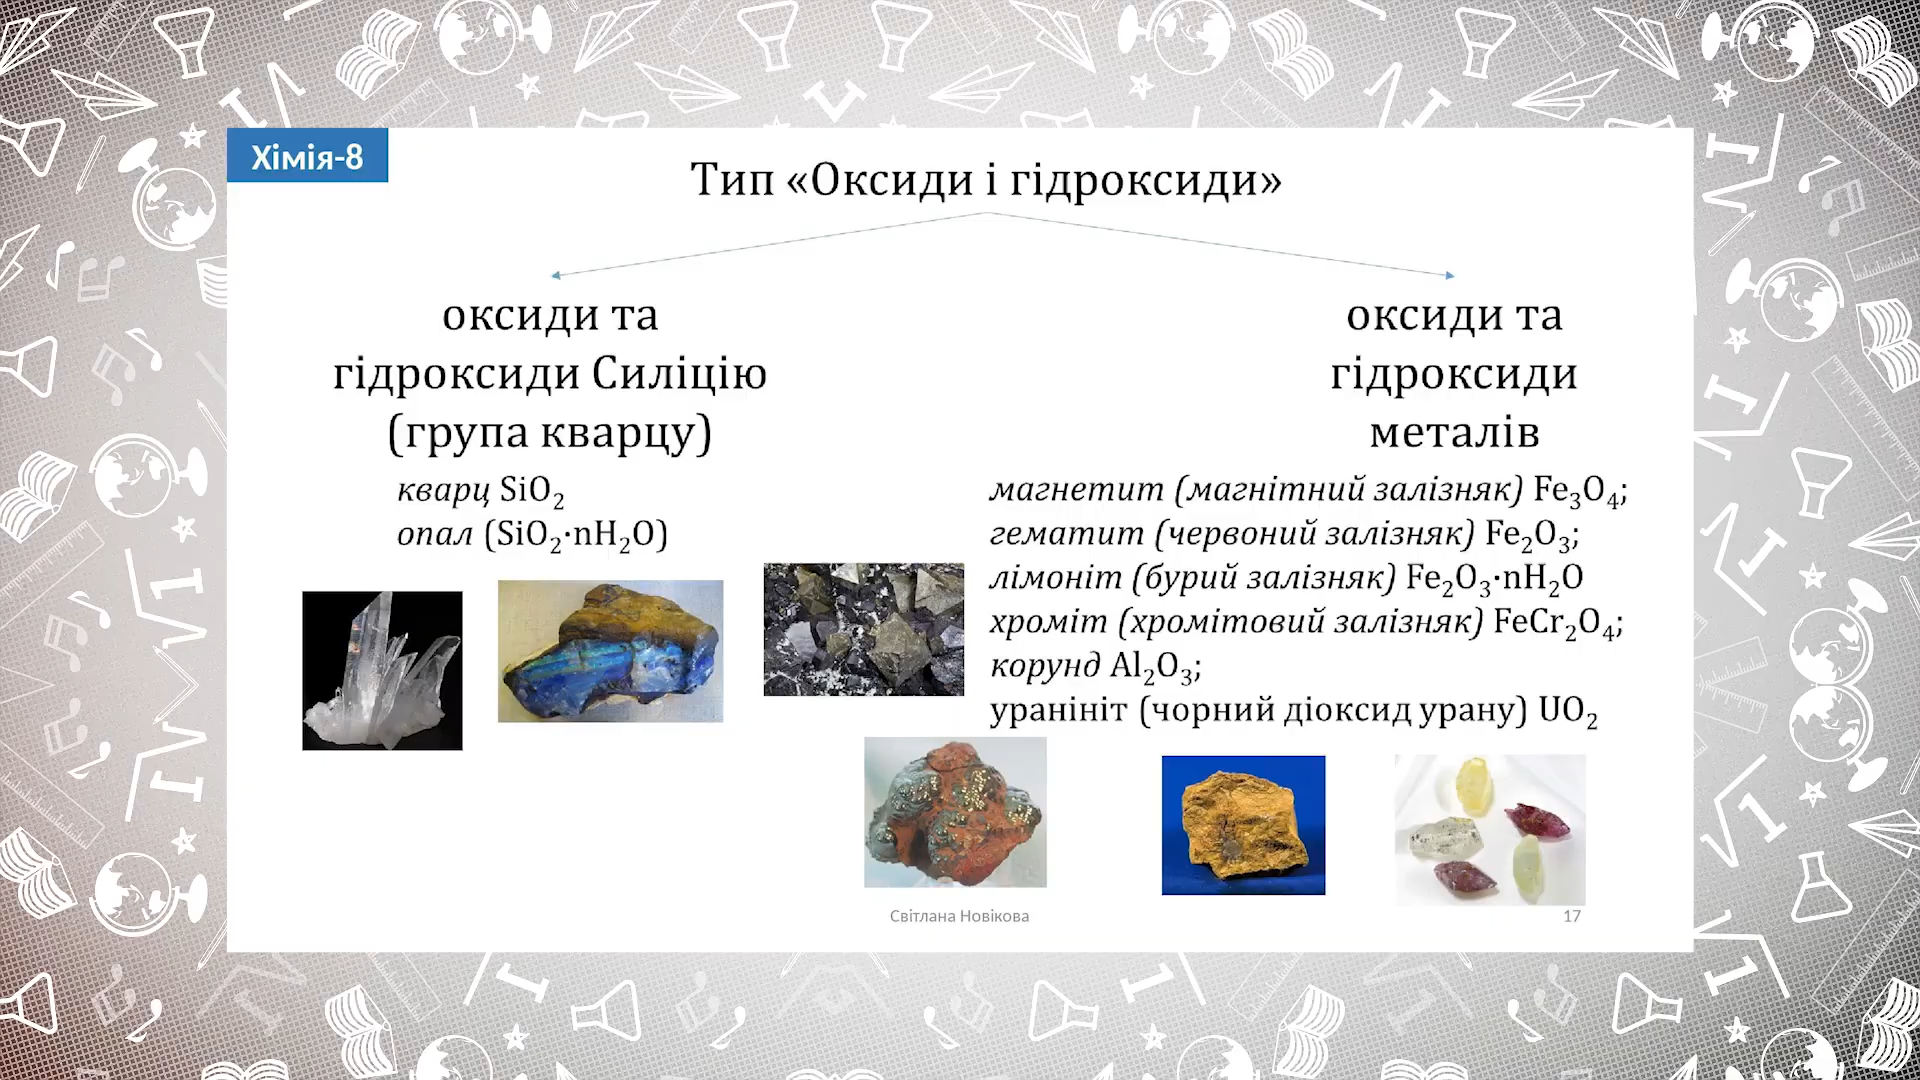 Хімія-8
Тип «Оксиди і гідроксиди»
оксиди та
гідроксиди Силіцію
(група кварцу)
кварц SiO₂
опал (SiO₂·nH₂O)
оксиди та
гідроксиди
металів
магнетит (магнітний залізняк) Fe₃O₄;
гематит (червоний залізняк) Fe₂O₃;
лімоніт (бурий залізняк) Fe₂O₃·nH₂O
хроміт (хромітовий залізняк) FeCr₂O₄;
корунд Al₂O₃;
уранініт (чорний діоксид урану) UO₂
Світлана Новікова
17